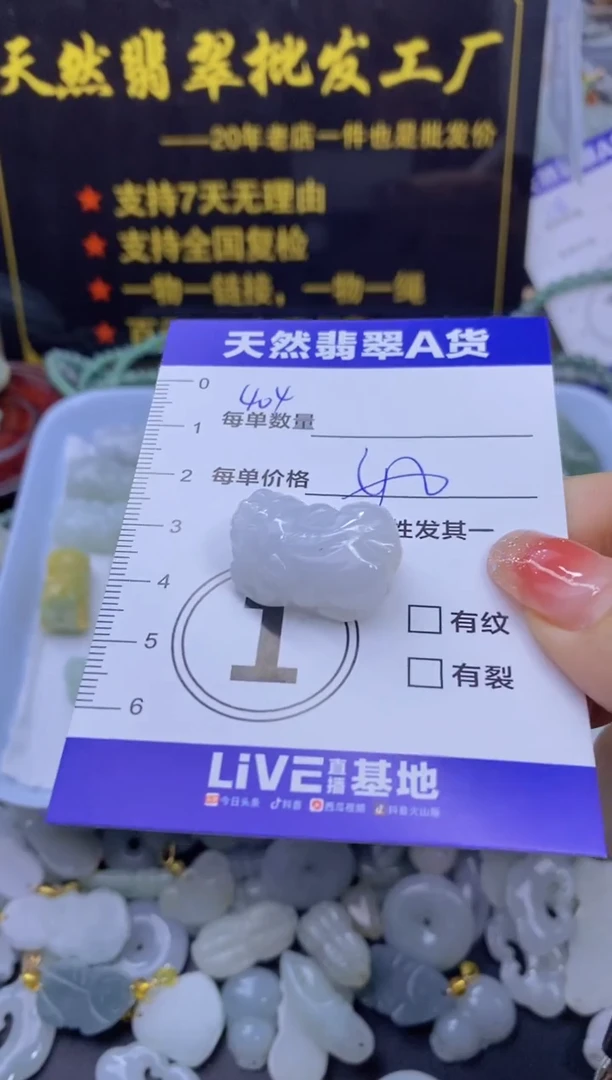 天然翡翠批发工厂
——20年老店一件也是批发价
★ 支持7天无理由
★ 支持全国复检
★ 一物一链接，一物一绳
天然翡翠A货
0
404
每单数量
1
每单价格
2
性发其一
3
4
1
□ 有纹
5
□ 有裂
6
LiVE直播基地
今日头条 抖音 西瓜视频 抖音火山版